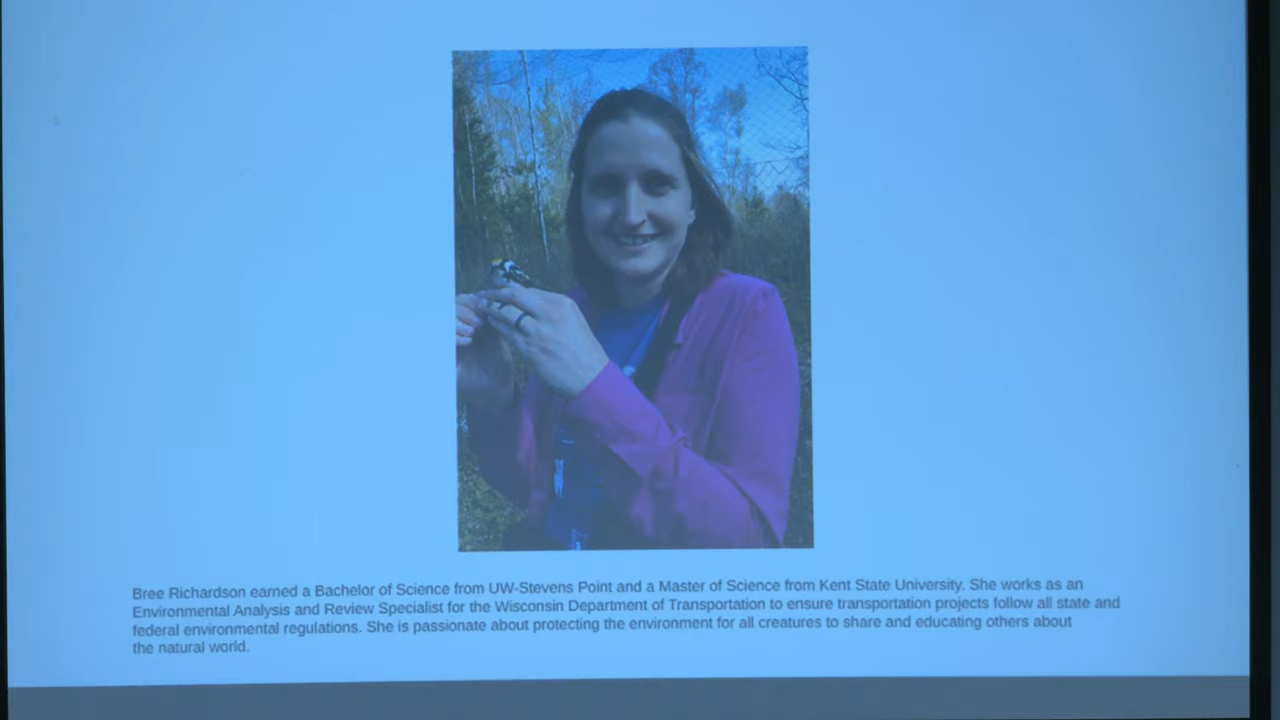 Bree Richardson earned a Bachelor of Science from UW-Stevens Point and a Master of Science from Kent State University. She works as an
Environmental Analysis and Review Specialist for the Wisconsin Department of Transportation to ensure transportation projects follow all state and
federal environmental regulations. She is passionate about protecting the environment for all creatures to share and educating others about
the natural world.